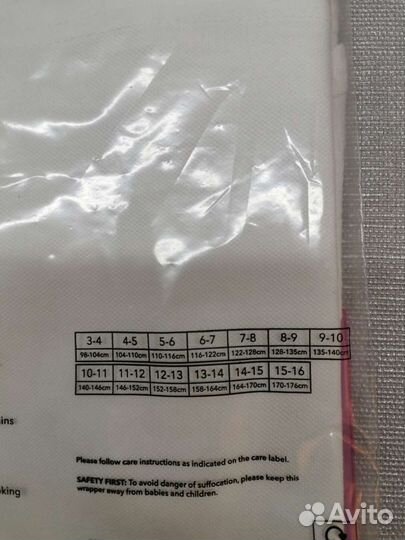 3-4 4-5 5-6 6-7 7-8 8-9 9-10
98-104cm 104-110cm 110-116cm 116-122cm 122-128cm 128-135cm 135-140cm
10-11 11-12 12-13 13-14 14-15 15-16
140-146cm 146-152cm 152-158cm 158-164cm 164-170cm 170-176cm
ins
Please follow care instructions as indicated on the care label.
SAFETY FIRST: To avoid danger of suffocation, please keep this
oking
wrapper away from babies and children.
Avito